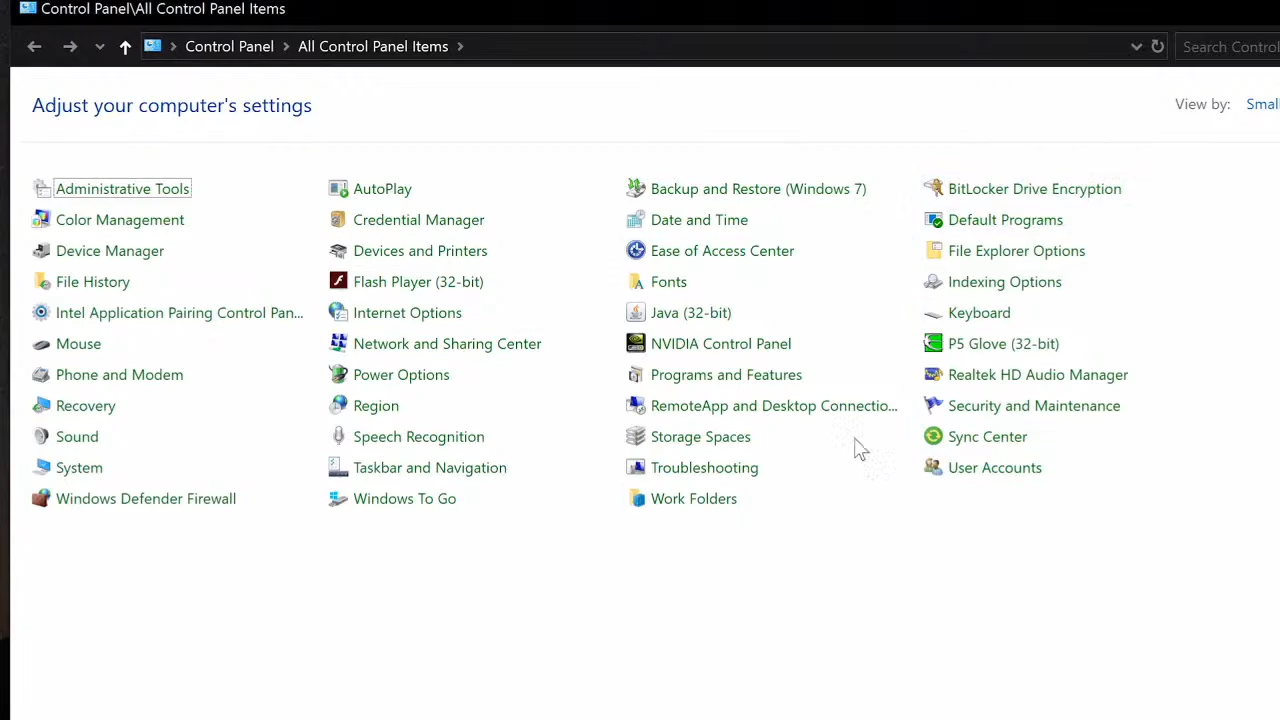 Control Panel\All Control Panel Items
Control Panel > All Control Panel Items >
Search Control
Adjust your computer's settings
View by: Small
Administrative Tools
AutoPlay
Backup and Restore (Windows 7)
BitLocker Drive Encryption
Color Management
Credential Manager
Date and Time
Default Programs
Device Manager
Devices and Printers
Ease of Access Center
File Explorer Options
File History
Flash Player (32-bit)
Fonts
Indexing Options
Intel Application Pairing Control Pan...
Internet Options
Java (32-bit)
Keyboard
Mouse
Network and Sharing Center
NVIDIA Control Panel
P5 Glove (32-bit)
Phone and Modem
Power Options
Programs and Features
Realtek HD Audio Manager
Recovery
Region
RemoteApp and Desktop Connectio...
Security and Maintenance
Sound
Speech Recognition
Storage Spaces
Sync Center
System
Taskbar and Navigation
Troubleshooting
User Accounts
Windows Defender Firewall
Windows To Go
Work Folders